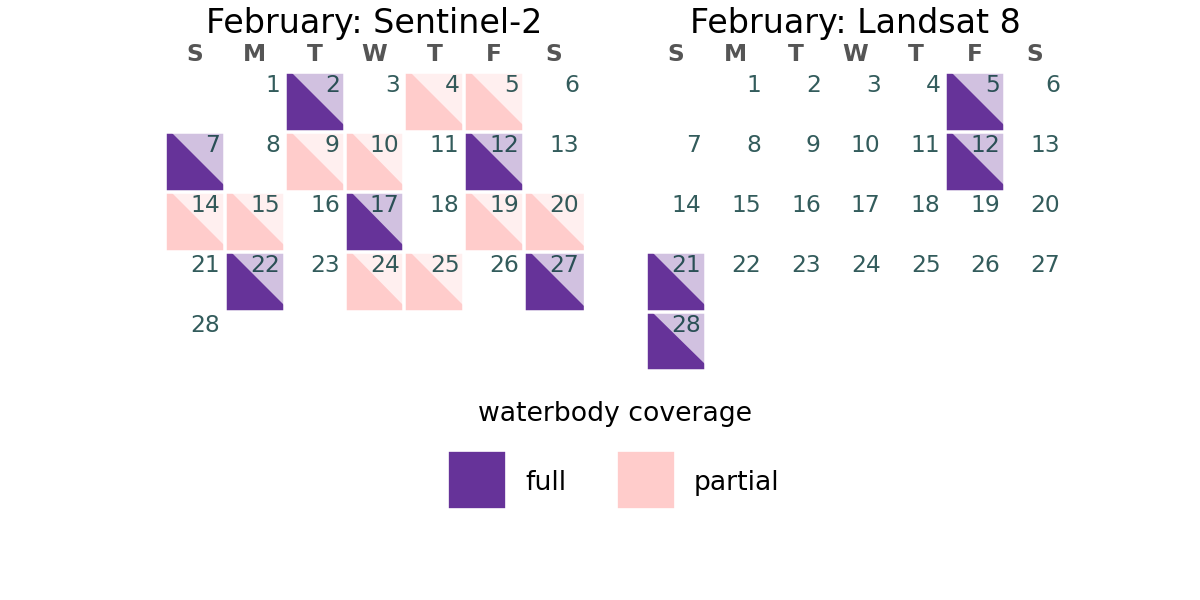 February: Sentinel-2
S M T W T F S
1 2 3 4 5 6
7 8 9 10 11 12 13
14 15 16 17 18 19 20
21 22 23 24 25 26 27
28
February: Landsat 8
S M T W T F S
1 2 3 4 5 6
7 8 9 10 11 12 13
14 15 16 17 18 19 20
21 22 23 24 25 26 27
28
waterbody coverage
full partial